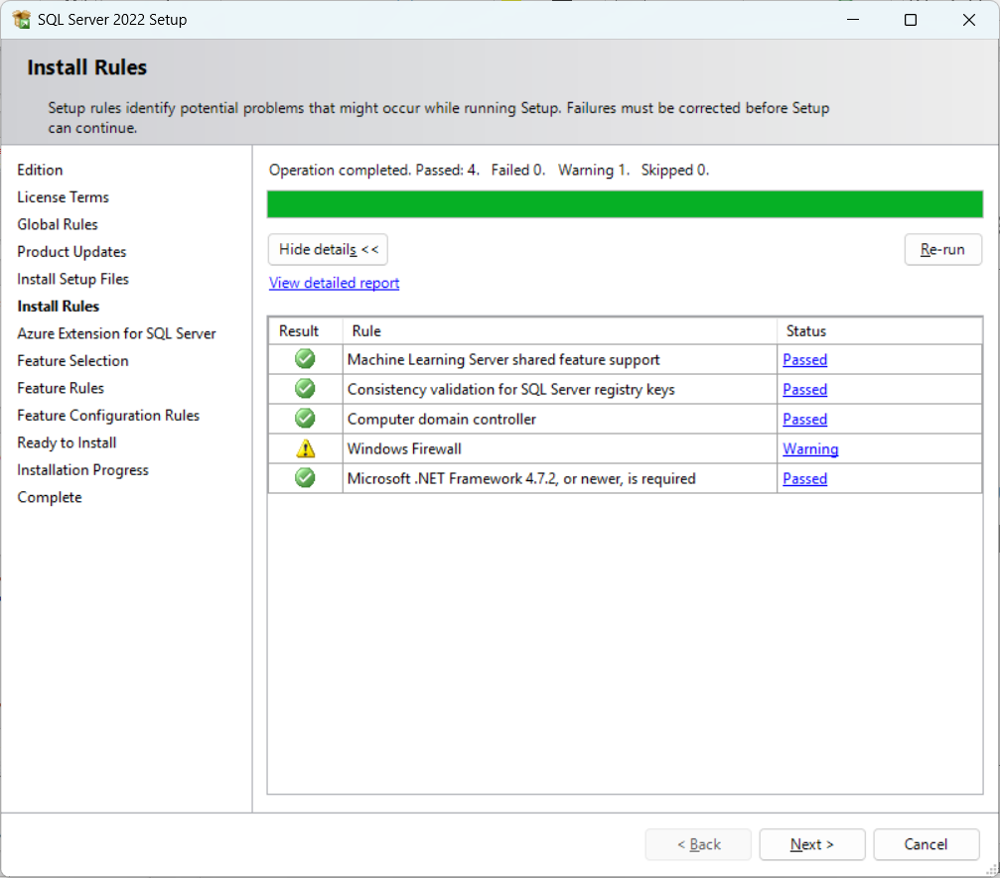 SQL Server 2022 Setup
Install Rules
Setup rules identify potential problems that might occur while running Setup. Failures must be corrected before Setup
can continue.
Edition
License Terms
Global Rules
Product Updates
Install Setup Files
Install Rules
Azure Extension for SQL Server
Feature Selection
Feature Rules
Feature Configuration Rules
Ready to Install
Installation Progress
Complete
Operation completed. Passed: 4.   Failed 0.   Warning 1.   Skipped 0.
Hide details <<
Re-run
View detailed report
Result Rule Status
Machine Learning Server shared feature support Passed
Consistency validation for SQL Server registry keys Passed
Computer domain controller Passed
Windows Firewall Warning
Microsoft .NET Framework 4.7.2, or newer, is required Passed
< Back Next > Cancel